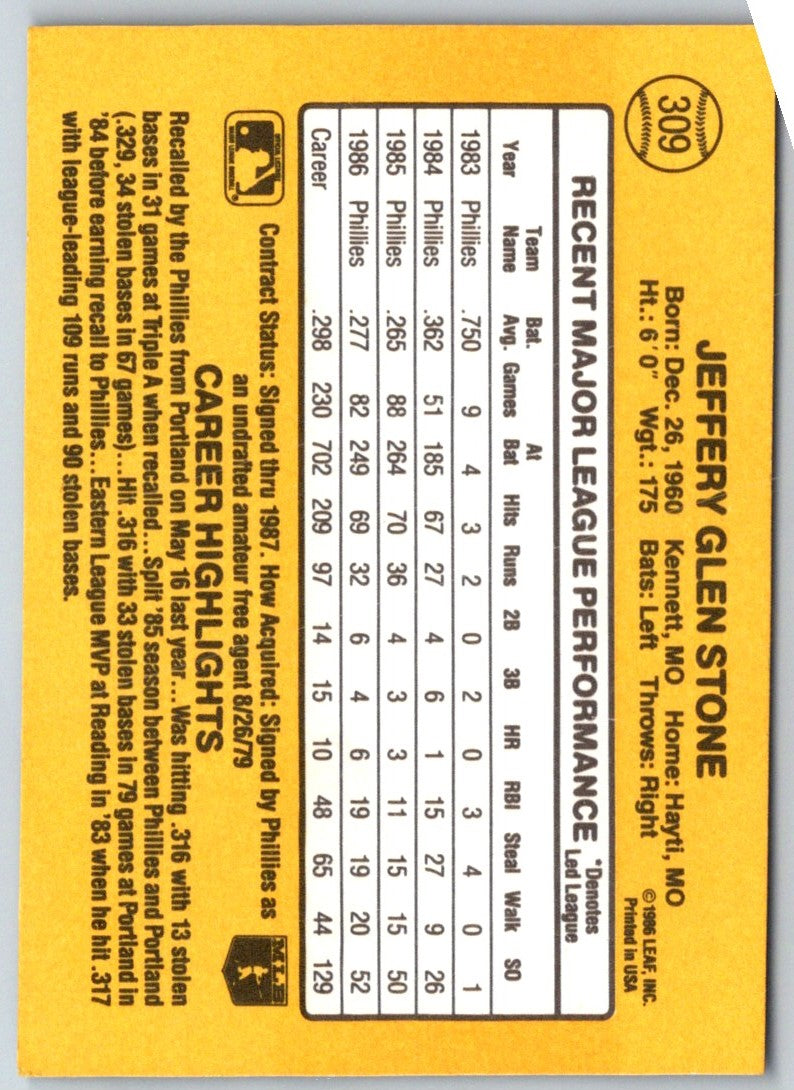 309
JEFFERY GLEN STONE
Born: Dec. 26, 1960 Kennett, MO Home: Hayti, MO
Ht.: 6'0" Wgt.: 175 Bats: Left Throws: Right
© 1986 LEAF, INC.
Printed in USA
RECENT MAJOR LEAGUE PERFORMANCE *Denotes Led League
Year Team Name Bat. Avg. Games At Bat Hits Runs 2B 3B HR RBI Steal Walk SO
1983 Phillies .750 9 4 3 2 0 2 0 3 4 0 1
1984 Phillies .362 51 185 67 27 4 6 1 15 27 9 26
1985 Phillies .265 88 264 70 36 4 3 3 11 15 15 50
1986 Phillies .277 82 249 69 32 6 4 6 19 19 20 52
Career .298 230 702 209 97 14 15 10 48 65 44 129
Contract Status: Signed thru 1987. How Acquired: Signed by Phillies as
an undrafted amateur free agent 8/26/79
MLB
CAREER HIGHLIGHTS
Recalled by the Phillies from Portland on May 16 last year... Was hitting .316 with 13 stolen
bases in 31 games at Triple A when recalled... Split '85 season between Phillies and Portland
(.329, 34 stolen bases in 67 games)... Hit .316 with 33 stolen bases in 79 games at Portland in
'84 before earning recall to Phillies... Eastern League MVP at Reading in '83 when he hit .317
with league-leading 109 runs and 90 stolen bases.